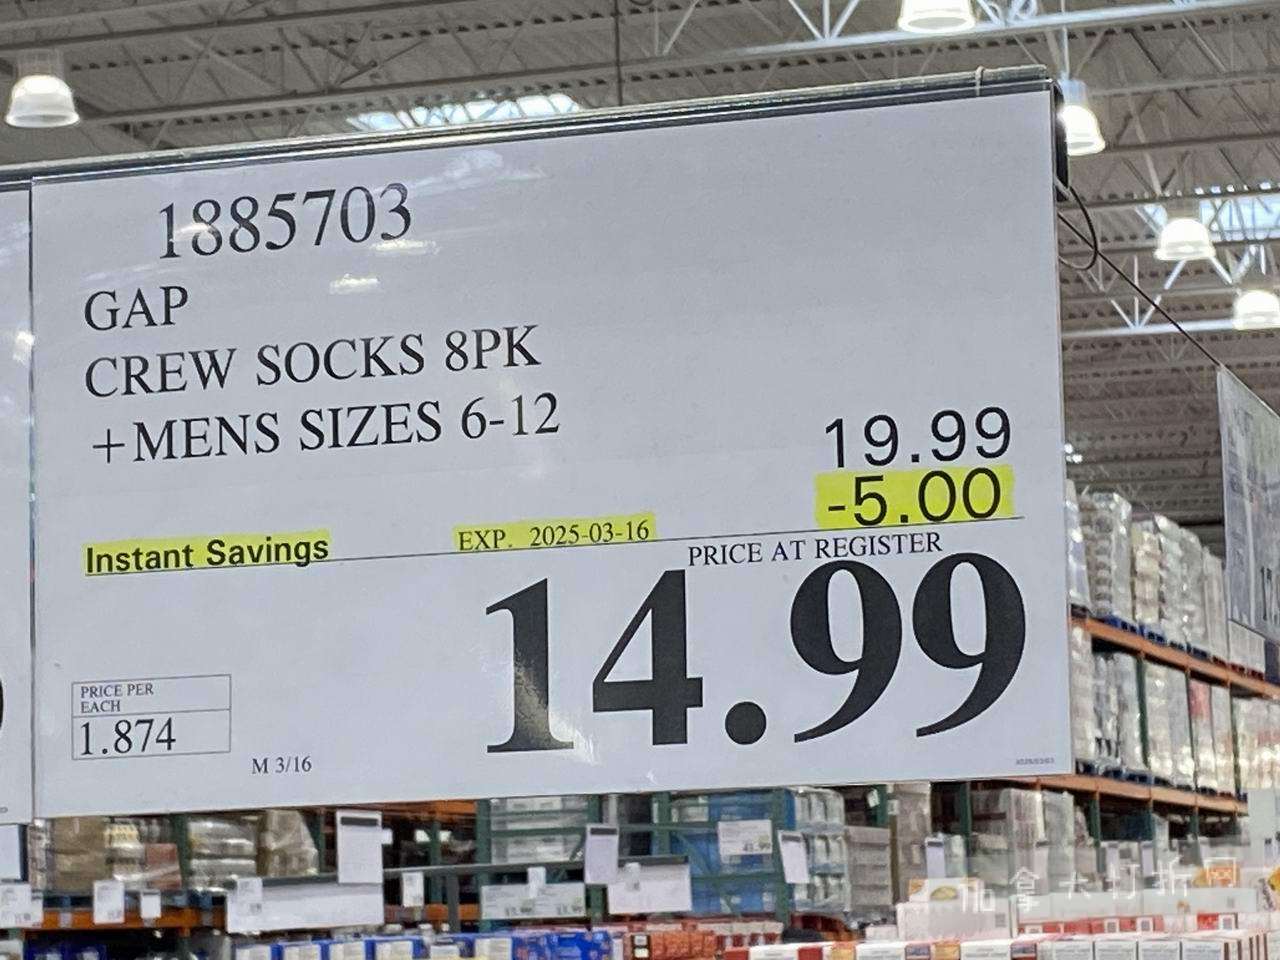 1885703
GAP
CREW SOCKS 8PK
+MENS SIZES 6-12
19.99
-5.00
Instant Savings EXP. 2025-03-16
PRICE AT REGISTER
14.99
PRICE PER
EACH
1.874
M 3/16
加拿大打折网